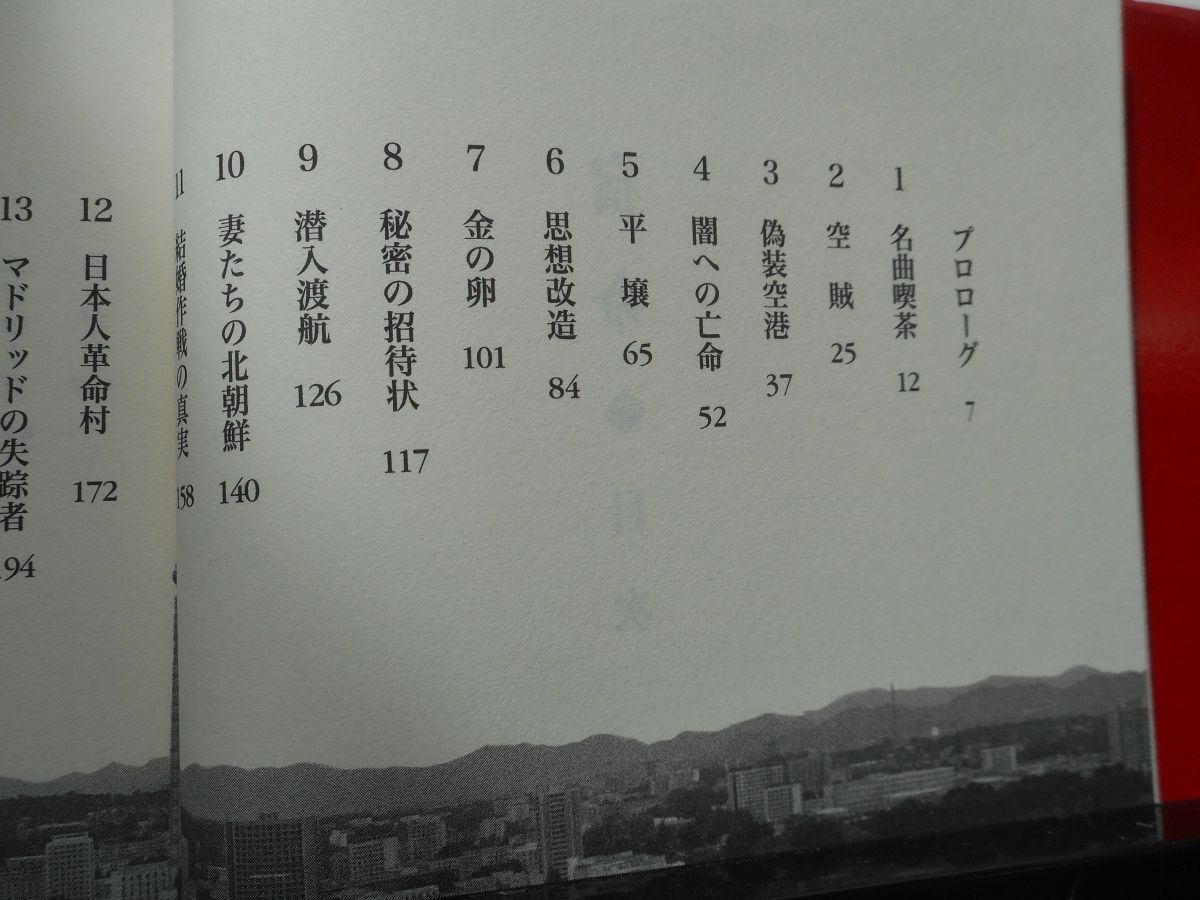 プロローグ 7
1 名曲喫茶 12
2 空賊 25
3 偽装空港 37
4 闇への亡命 52
5 平壌 65
6 思想改造 84
7 金の卵 101
8 秘密の招待状 117
9 潜入渡航 126
10 妻たちの北朝鮮 140
11 結婚作戦の真実 158
12 日本人革命村 172
13 マドリッドの失踪者 194